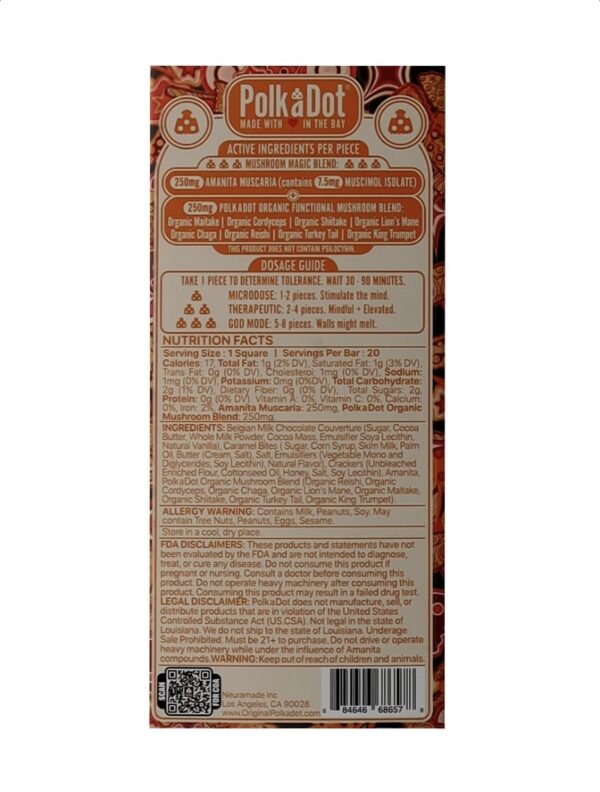 PolkaDot®
MADE WITH ❤ IN THE BAY
ACTIVE INGREDIENTS PER PIECE
MUSHROOM MAGIC BLEND:
250mg AMANITA MUSCARIA (contains 7.5mg MUSCIMOL ISOLATE)
250mg POLKADOT ORGANIC FUNCTIONAL MUSHROOM BLEND:
Organic Maitake | Organic Cordyceps | Organic Shiitake | Organic Lion's Mane
Organic Chaga | Organic Reishi | Organic Turkey Tail | Organic King Trumpet
THIS PRODUCT DOES NOT CONTAIN PSILOCYBIN.
DOSAGE GUIDE
TAKE 1 PIECE TO DETERMINE TOLERANCE. WAIT 30 - 90 MINUTES.
MICRODOSE: 1-2 pieces. Stimulate the mind.
THERAPEUTIC: 2-4 pieces. Mindful + Elevated.
GOD MODE: 5-8 pieces. Walls might melt.
NUTRITION FACTS
Serving Size : 1 Square | Servings Per Bar : 20
Calories: 17, Total Fat: 1g (2% DV), Saturated Fat: 1g (3% DV),
Trans Fat: 0g (0% DV), Cholesterol: 1mg (0% DV), Sodium:
1mg (0% DV), Potassium: 0mg (0%DV), Total Carbohydrate:
2g (1% DV), Dietary Fiber: 0g (0% DV), Total Sugars: 2g,
Protein: 0g (0% DV), Vitamin A: 0%, Vitamin C: 0%, Calcium:
0%, Iron: 2%, Amanita Muscaria: 250mg, PolkaDot Organic
Mushroom Blend: 250mg.
INGREDIENTS: Belgian Milk Chocolate Couverture (Sugar, Cocoa
Butter, Whole Milk Powder, Cocoa Mass, Emulsifier Soya Lecithin,
Natural Vanilla), Caramel Bites ( Sugar, Corn Syrup, Skim Milk, Palm
Oil, Butter (Cream, Salt), Salt, Emulsifiers (Vegetable Mono and
Diglycerides, Soy Lecithin), Natural Flavor), Crackers (Unbleached
Enriched Flour, Cottonseed Oil, Honey, Salt, Soy Lecithin), Amanita,
PolkaDot Organic Mushroom Blend (Organic Reishi, Organic
Cordyceps, Organic Chaga, Organic Lion's Mane, Organic Maitake,
Organic Shiitake, Organic Turkey Tail, Organic King Trumpet).
ALLERGY WARNING: Contains Milk, Peanuts, Soy. May
contain Tree Nuts, Peanuts, Eggs, Sesame.
Store in a cool, dry place.
FDA DISCLAIMERS: These products and statements have not
been evaluated by the FDA and are not intended to diagnose,
treat, or cure any disease. Do not consume this product if
pregnant or nursing. Consult a doctor before consuming this
product. Do not operate heavy machinery after consuming this
product. Consuming this product may result in a failed drug test.
LEGAL DISCLAIMER: PolkaDot does not manufacture, sell, or
distribute products that are in violation of the United States
Controlled Substance Act (US.CSA). Not legal in the state of
Louisiana. We do not ship to the state of Louisiana. Underage
Sale Prohibited. Must be 21+ to purchase. Do not drive or operate
heavy machinery while under the influence of Amanita
compounds. WARNING: Keep out of reach of children and animals.
SCAN
FOR COA
Neuramade Inc
Los Angeles, CA 90028
www.OriginalPolkadot.com
6 84646 68657 8